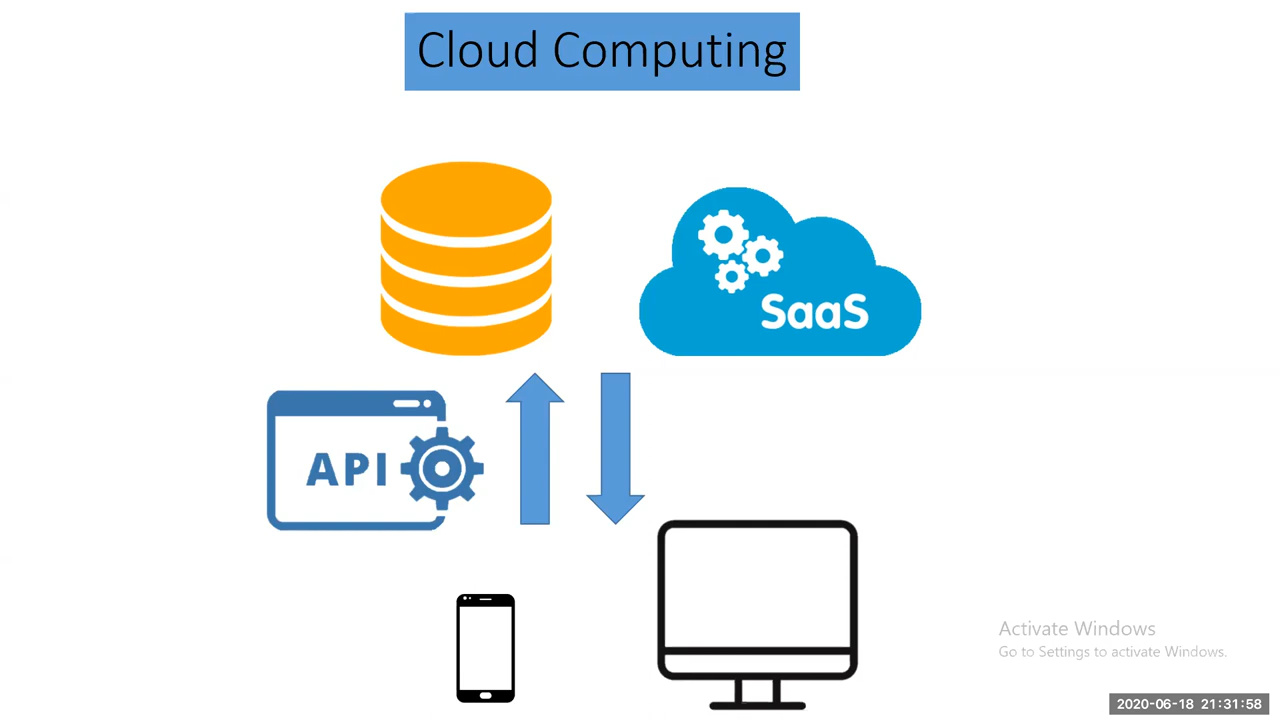 Cloud Computing
SaaS
API
Activate Windows
Go to Settings to activate Windows.
2020-06-18 21:31:58